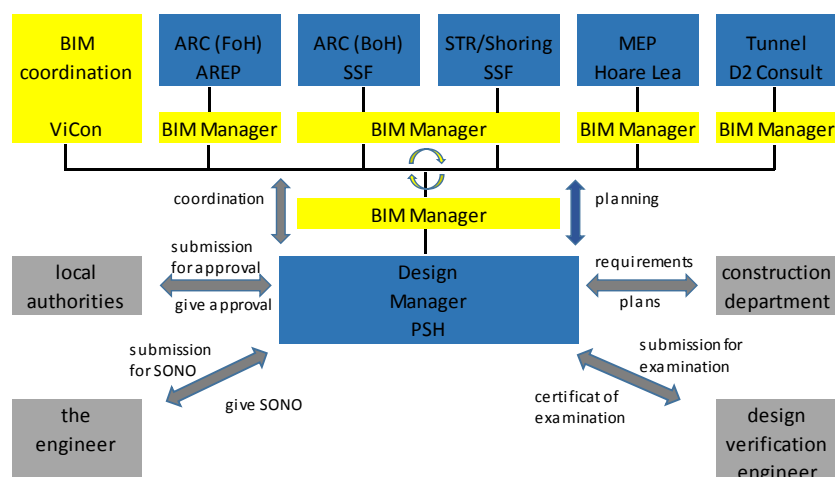 BIM
coordination
ViCon
ARC (FoH)
AREP
ARC (BoH)
SSF
STR/Shoring
SSF
MEP
Hoare Lea
Tunnel
D2 Consult
BIM Manager
BIM Manager
BIM Manager
BIM Manager
coordination
planning
BIM Manager
submission
for approval
give approval
local
authorities
Design
Manager
PSH
requirements
plans
construction
department
submission
for SONO
give SONO
the
engineer
submission for
examination
certificat of
examination
design
verification
engineer